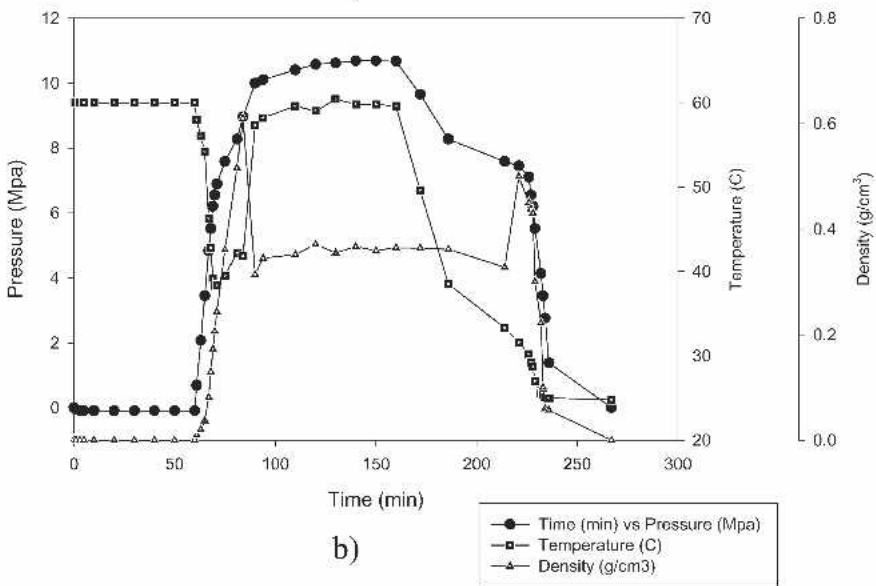 12
10
8
6
4
2
0
Pressure (Mpa)
70
60
50
40
30
20
Temperature (C)
0.8
0.6
0.4
0.2
0.0
Density (g/cm³)
0 50 100 150 200 250 300
Time (min)
b)
Time (min) vs Pressure (Mpa)
Temperature (C)
Density (g/cm3)